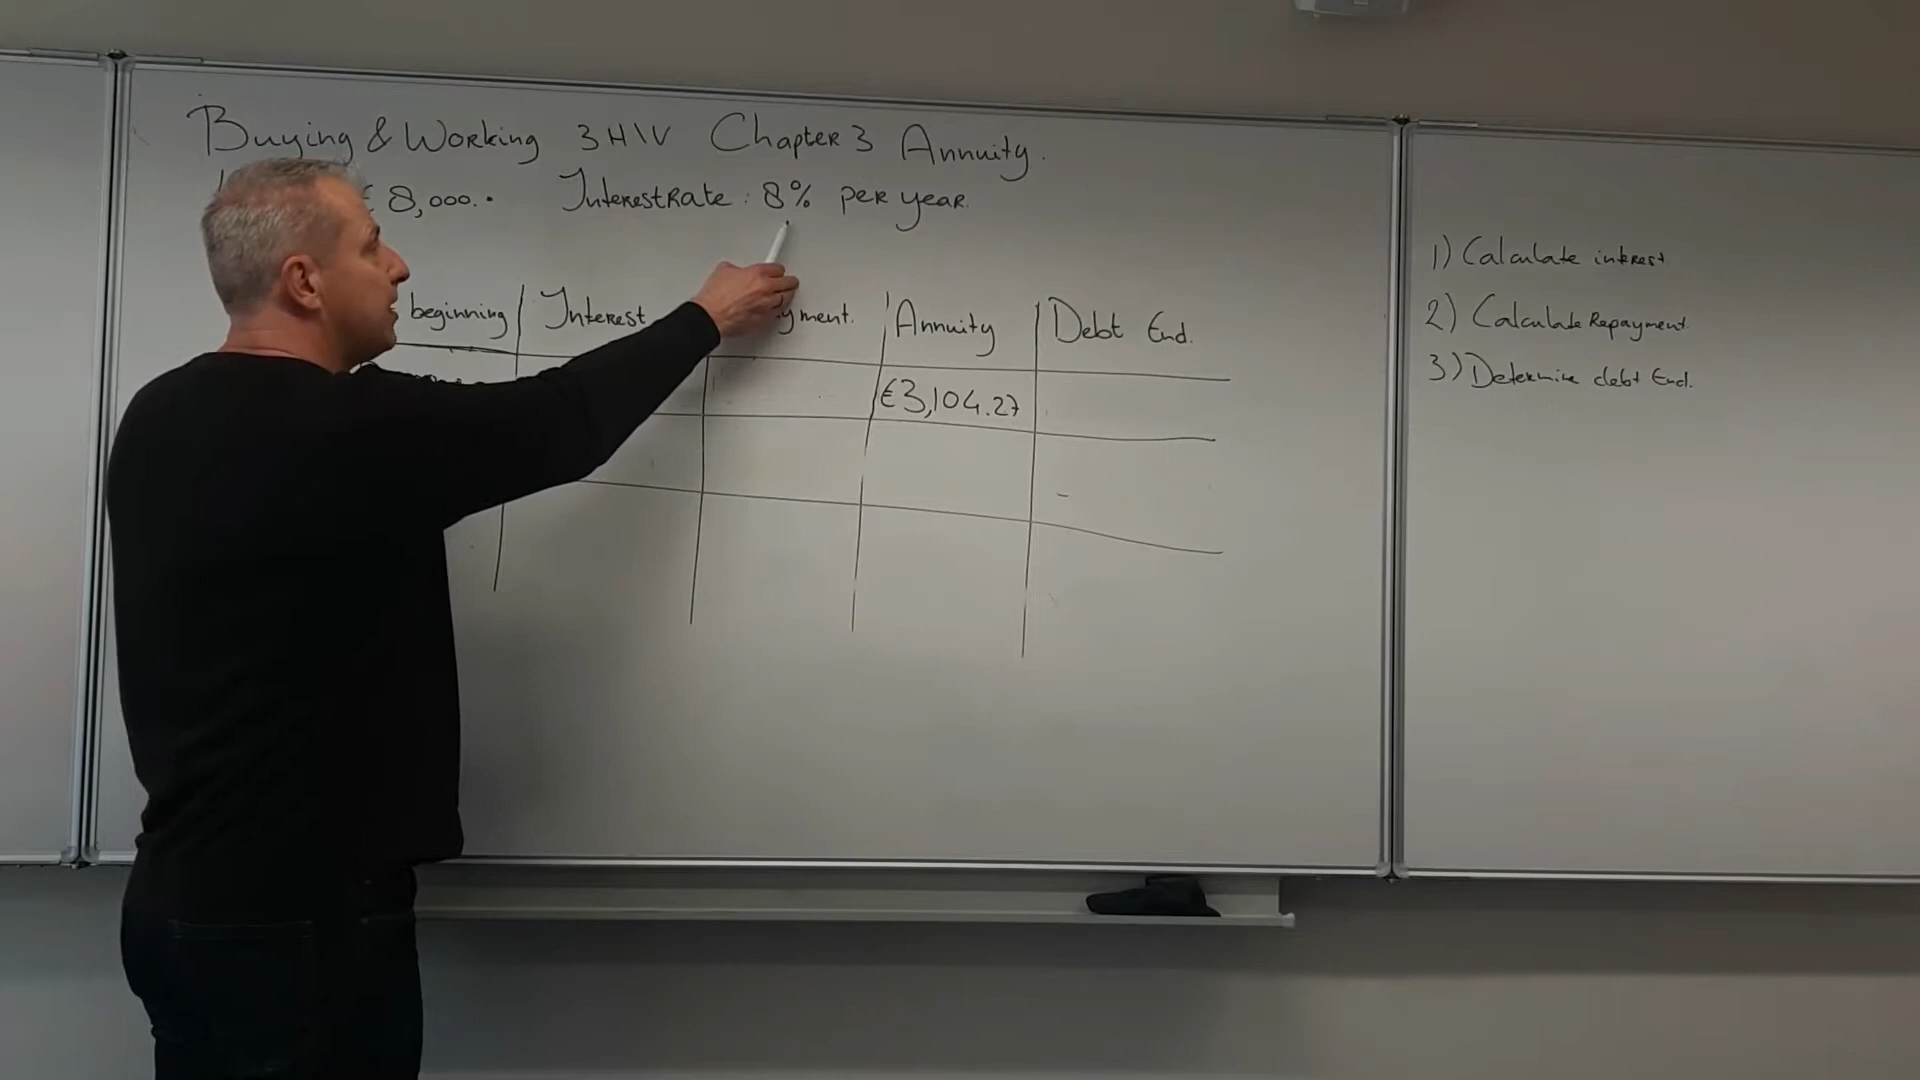 Buying & Working 3H\V Chapter 3 Annuity.
€ 8,000.- InterestRate : 8% per year.
beginning Interest Annuity Debt End.
€3,104.27
1) Calculate interest
2) Calculate Repayment.
3) Determine debt End.